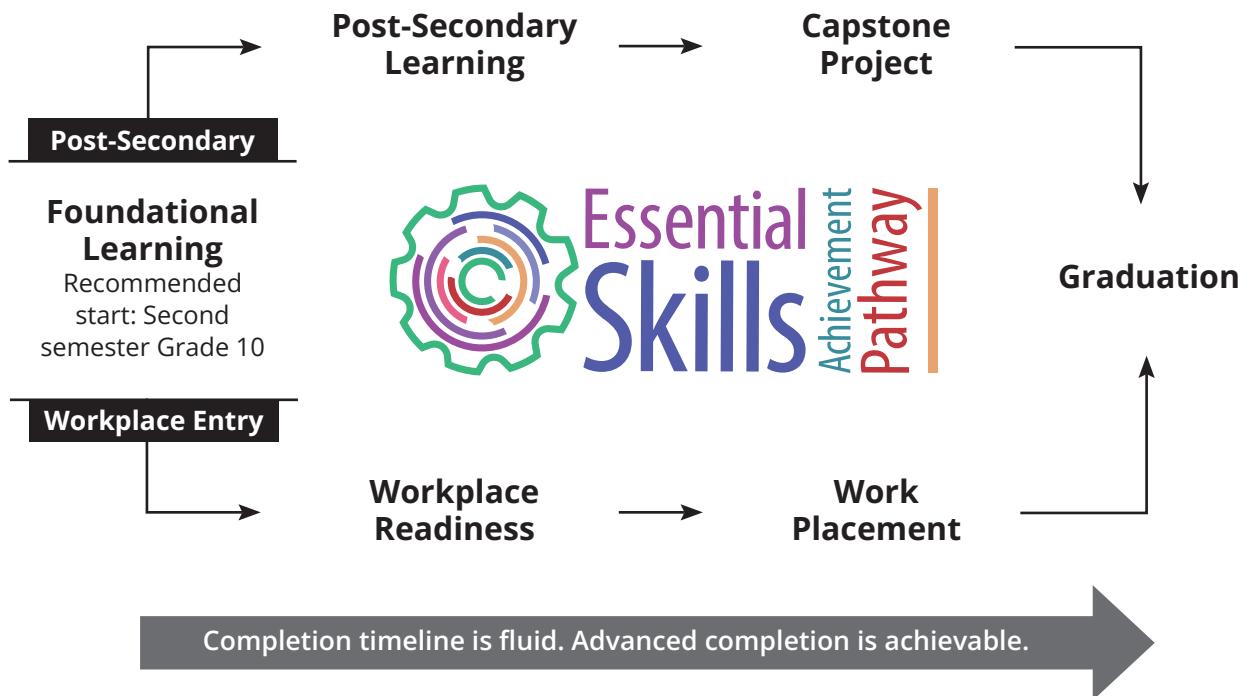 Post-Secondary
Learning
Capstone
Project
Post-Secondary
Foundational
Learning
Recommended
start: Second
semester Grade 10
Essential
Skills
Achievement
Pathway
Graduation
Workplace Entry
Workplace
Readiness
Work
Placement
Completion timeline is fluid. Advanced completion is achievable.